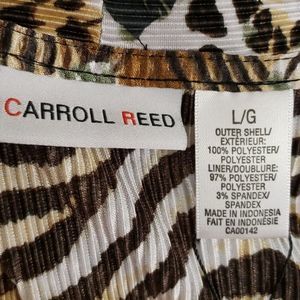 CARROLL REED
L/G
OUTER SHELL/
EXTÉRIEUR:
100% POLYESTER/
POLYESTER
LINER/DOUBLURE:
97% POLYESTER/
POLYESTER
3% SPANDEX/
SPANDEX
MADE IN INDONESIA
FAIT EN INDONÉSIE
CA00142